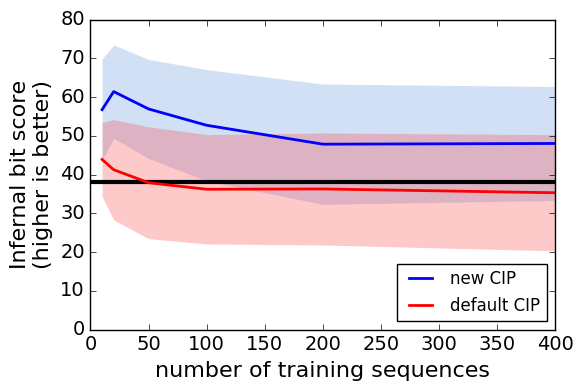 Infernal bit score
(higher is better)
80
70
60
50
40
30
20
10
0
new CIP
default CIP
0 50 100 150 200 250 300 350 400
number of training sequences